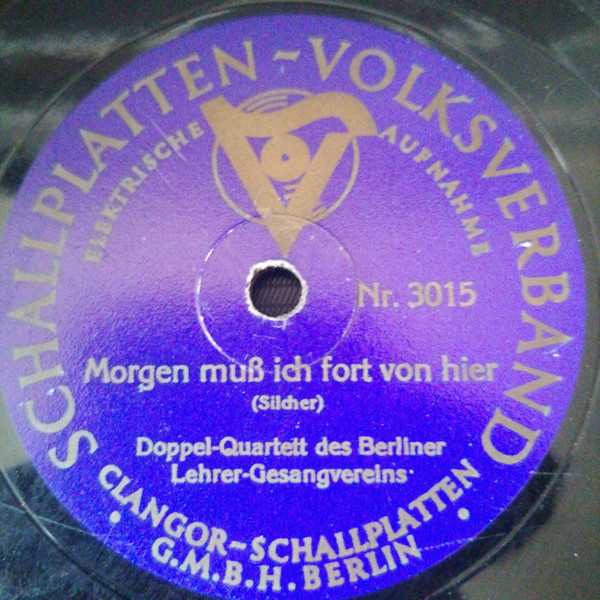 SCHALLPLATTEN-VOLKSVERBAND
ELEKTRISCHE AUFNAHME
Nr. 3015
Morgen muß ich fort von hier
(Silcher)
Doppel-Quartett des Berliner
Lehrer-Gesangvereins
CLANGOR-SCHALLPLATTEN
G.M.B.H. BERLIN